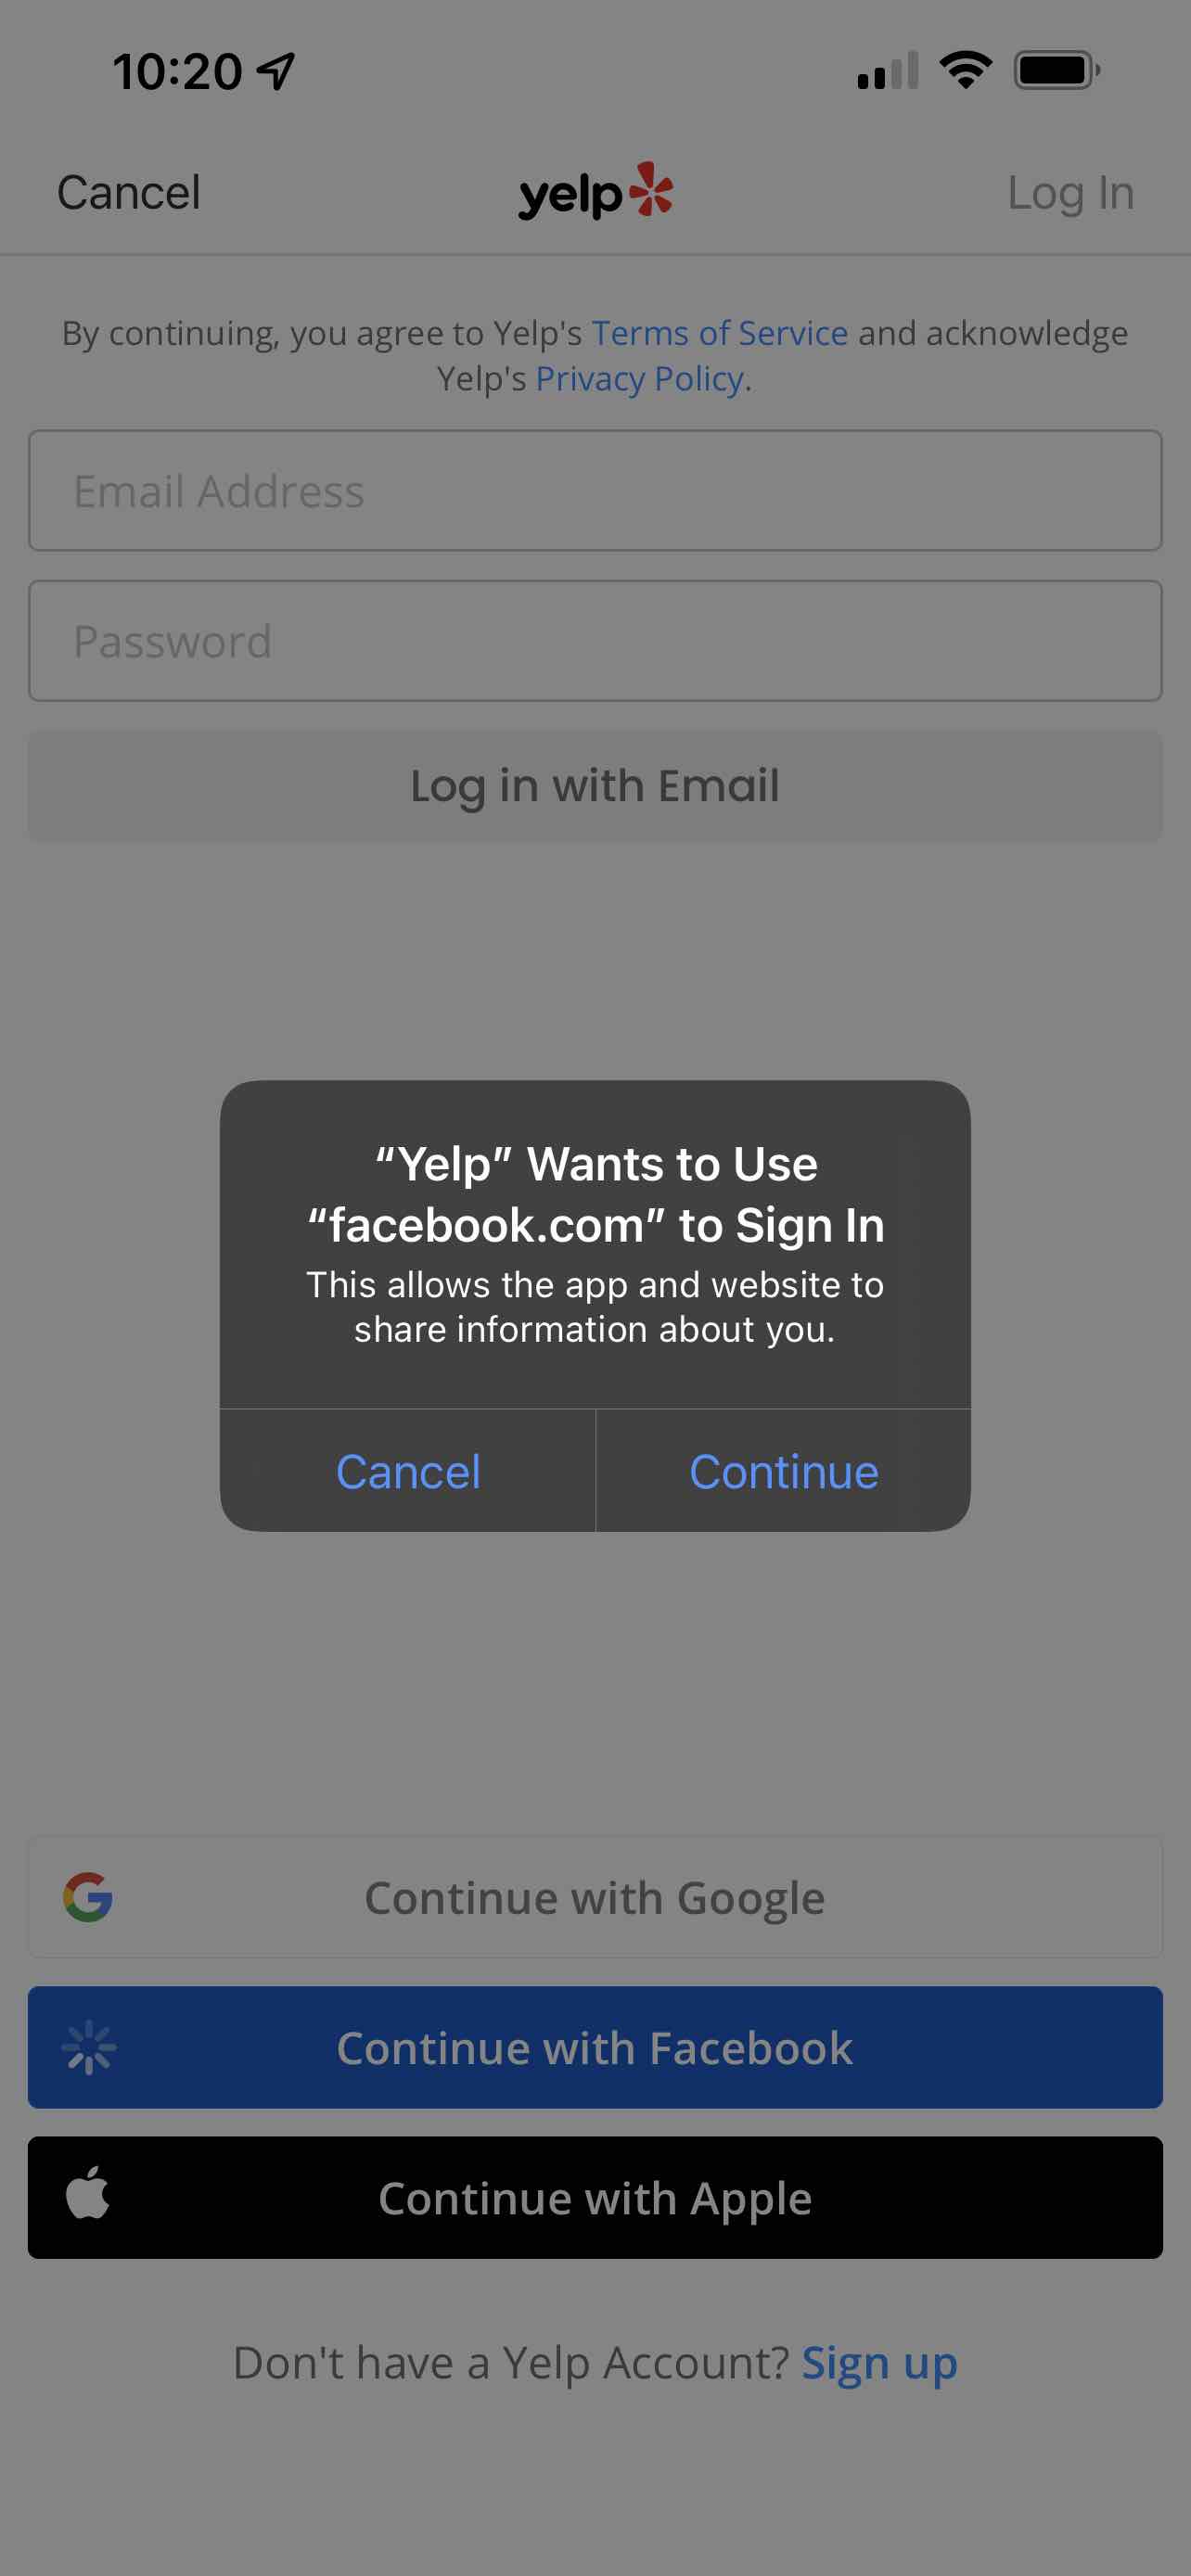 10:20
Cancel
yelp
Log In
By continuing, you agree to Yelp's Terms of Service and acknowledge
Yelp's Privacy Policy.
Email Address
Password
Log in with Email
“Yelp” Wants to Use
“facebook.com” to Sign In
This allows the app and website to
share information about you.
Cancel
Continue
Continue with Google
Continue with Facebook
Continue with Apple
Don't have a Yelp Account? Sign up